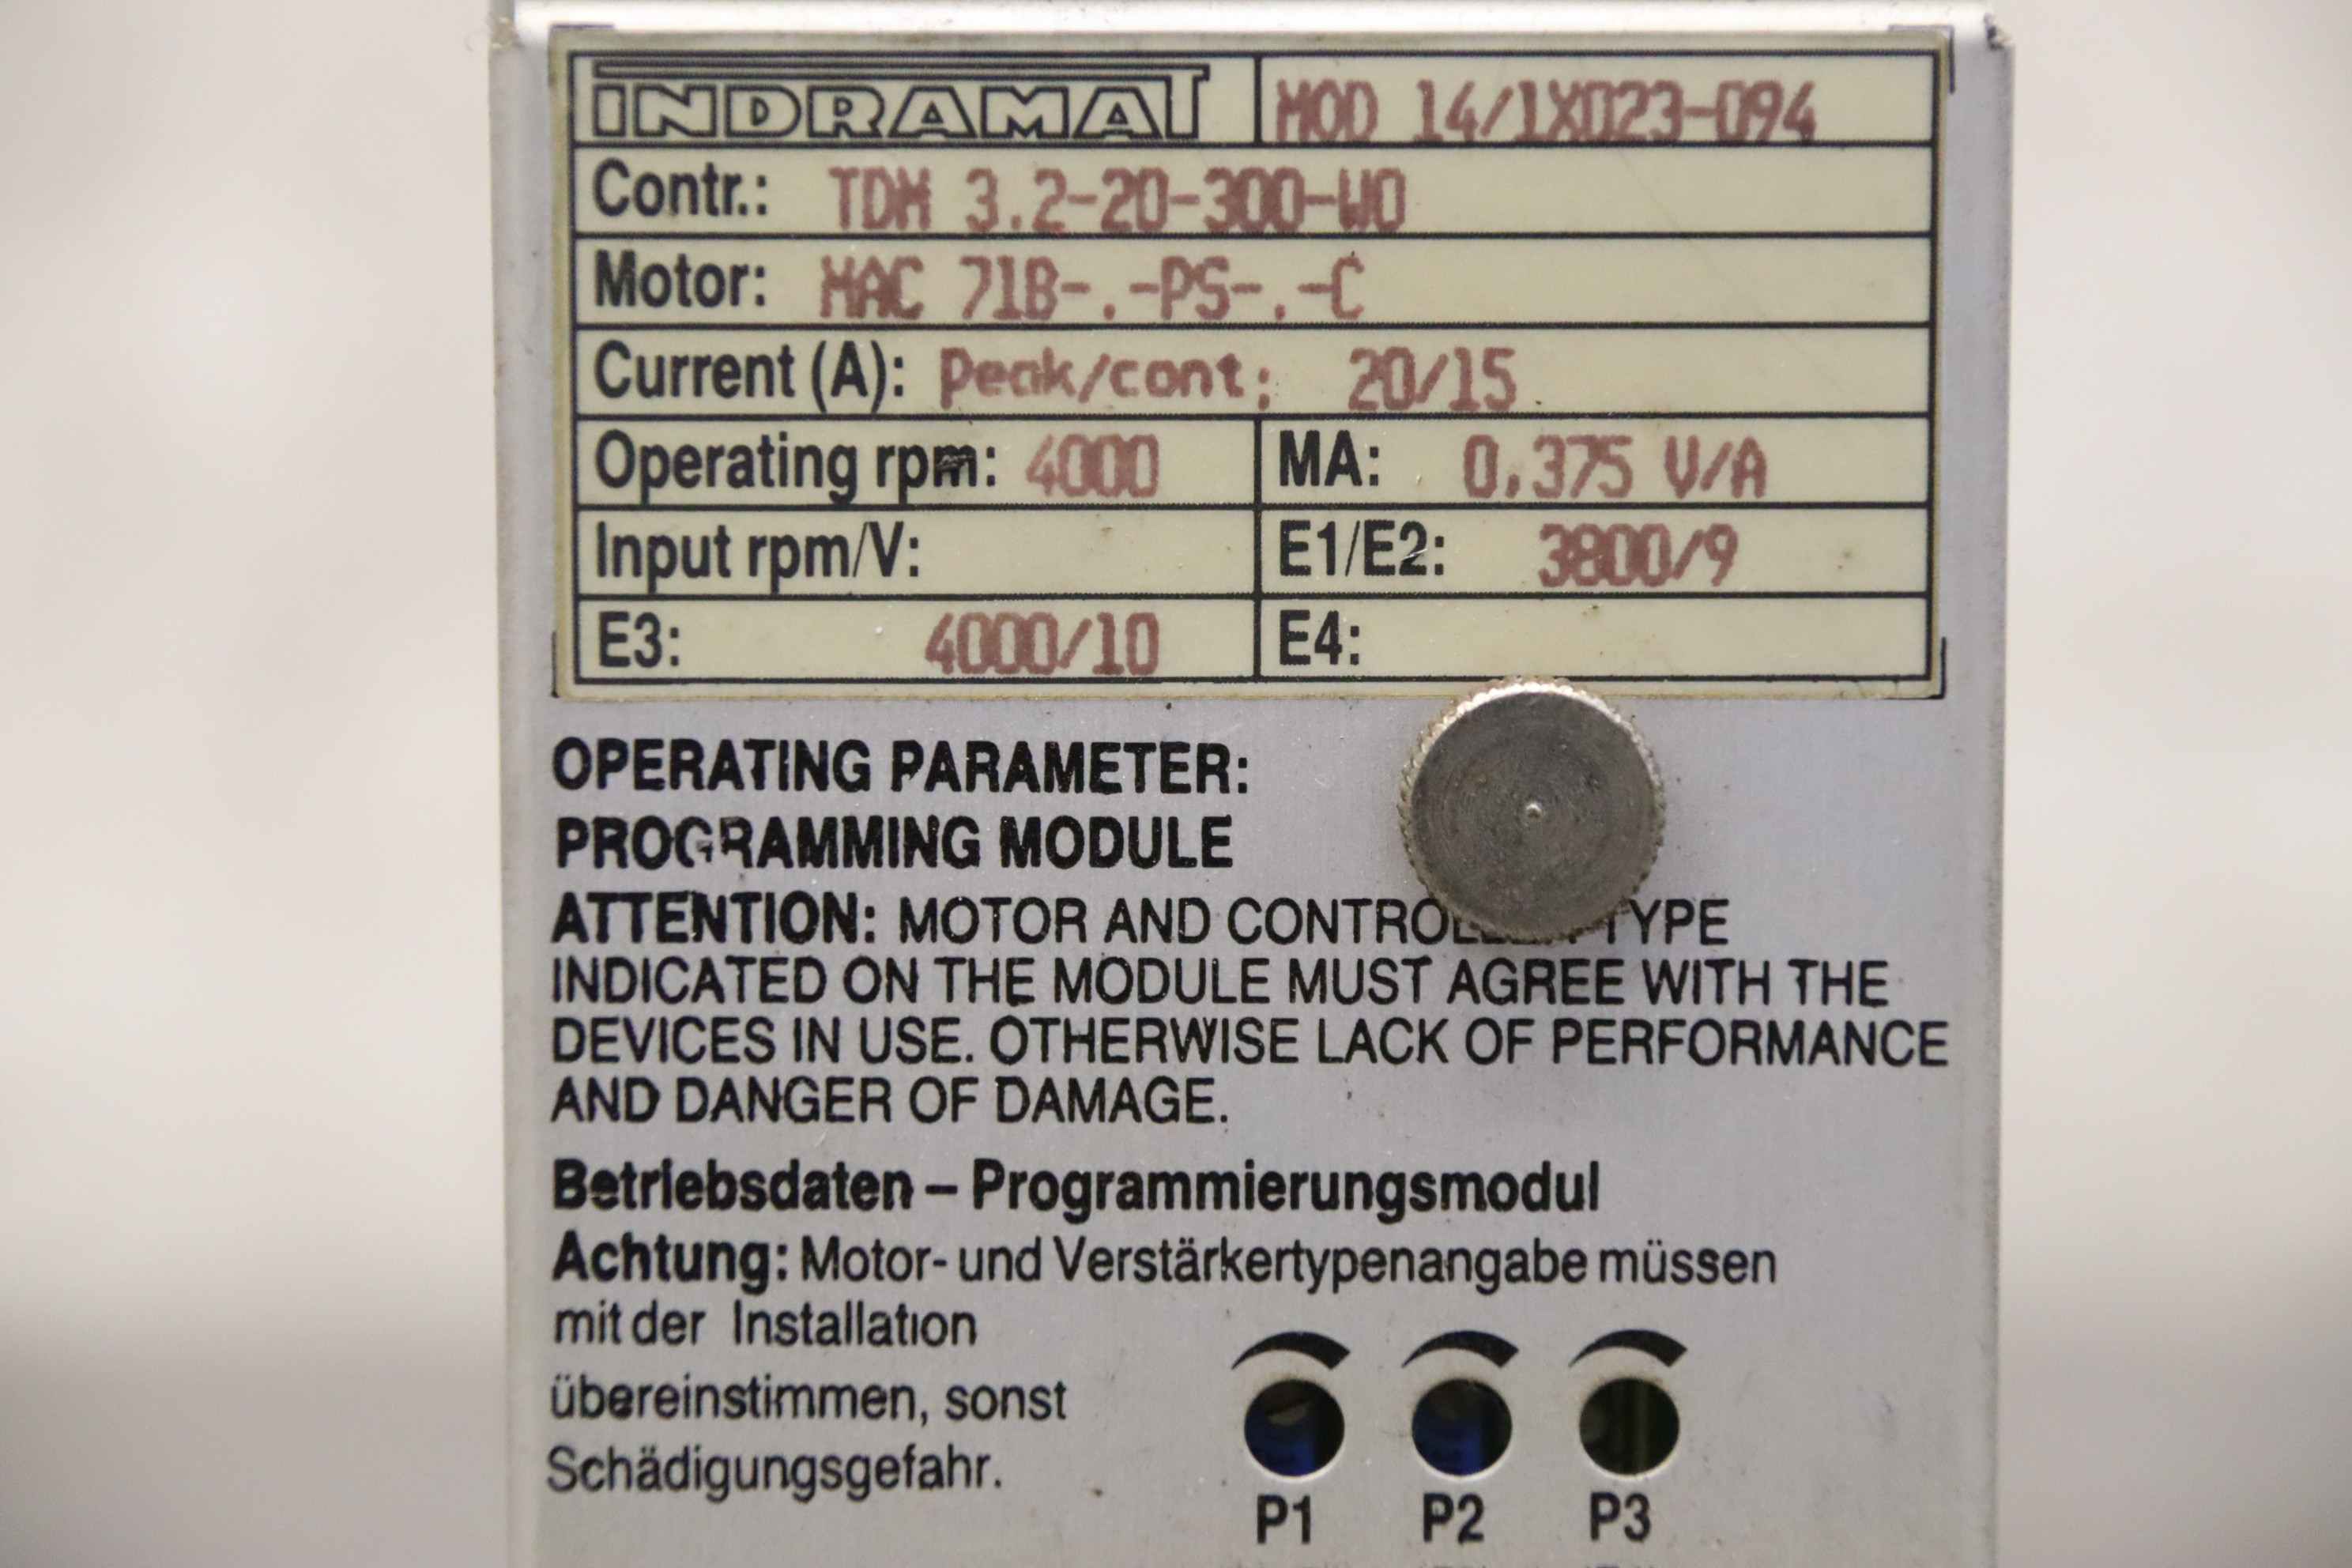 INDRAMAT MOD 14/1X023-094
Contr.: TDM 3.2-20-300-W0
Motor: MAC 71B-.-PS-.-C
Current (A): Peak/cont: 20/15
Operating rpm: 4000 MA: 0.375 V/A
Input rpm/V: E1/E2: 3800/9
E3: 4000/10 E4:
OPERATING PARAMETER:
PROGRAMMING MODULE
ATTENTION: MOTOR AND CONTROLLER TYPE
INDICATED ON THE MODULE MUST AGREE WITH THE
DEVICES IN USE. OTHERWISE LACK OF PERFORMANCE
AND DANGER OF DAMAGE.
Betriebsdaten – Programmierungsmodul
Achtung: Motor- und Verstärkertypenangabe müssen
mit der Installation
übereinstimmen, sonst
Schädigungsgefahr.
P1 P2 P3